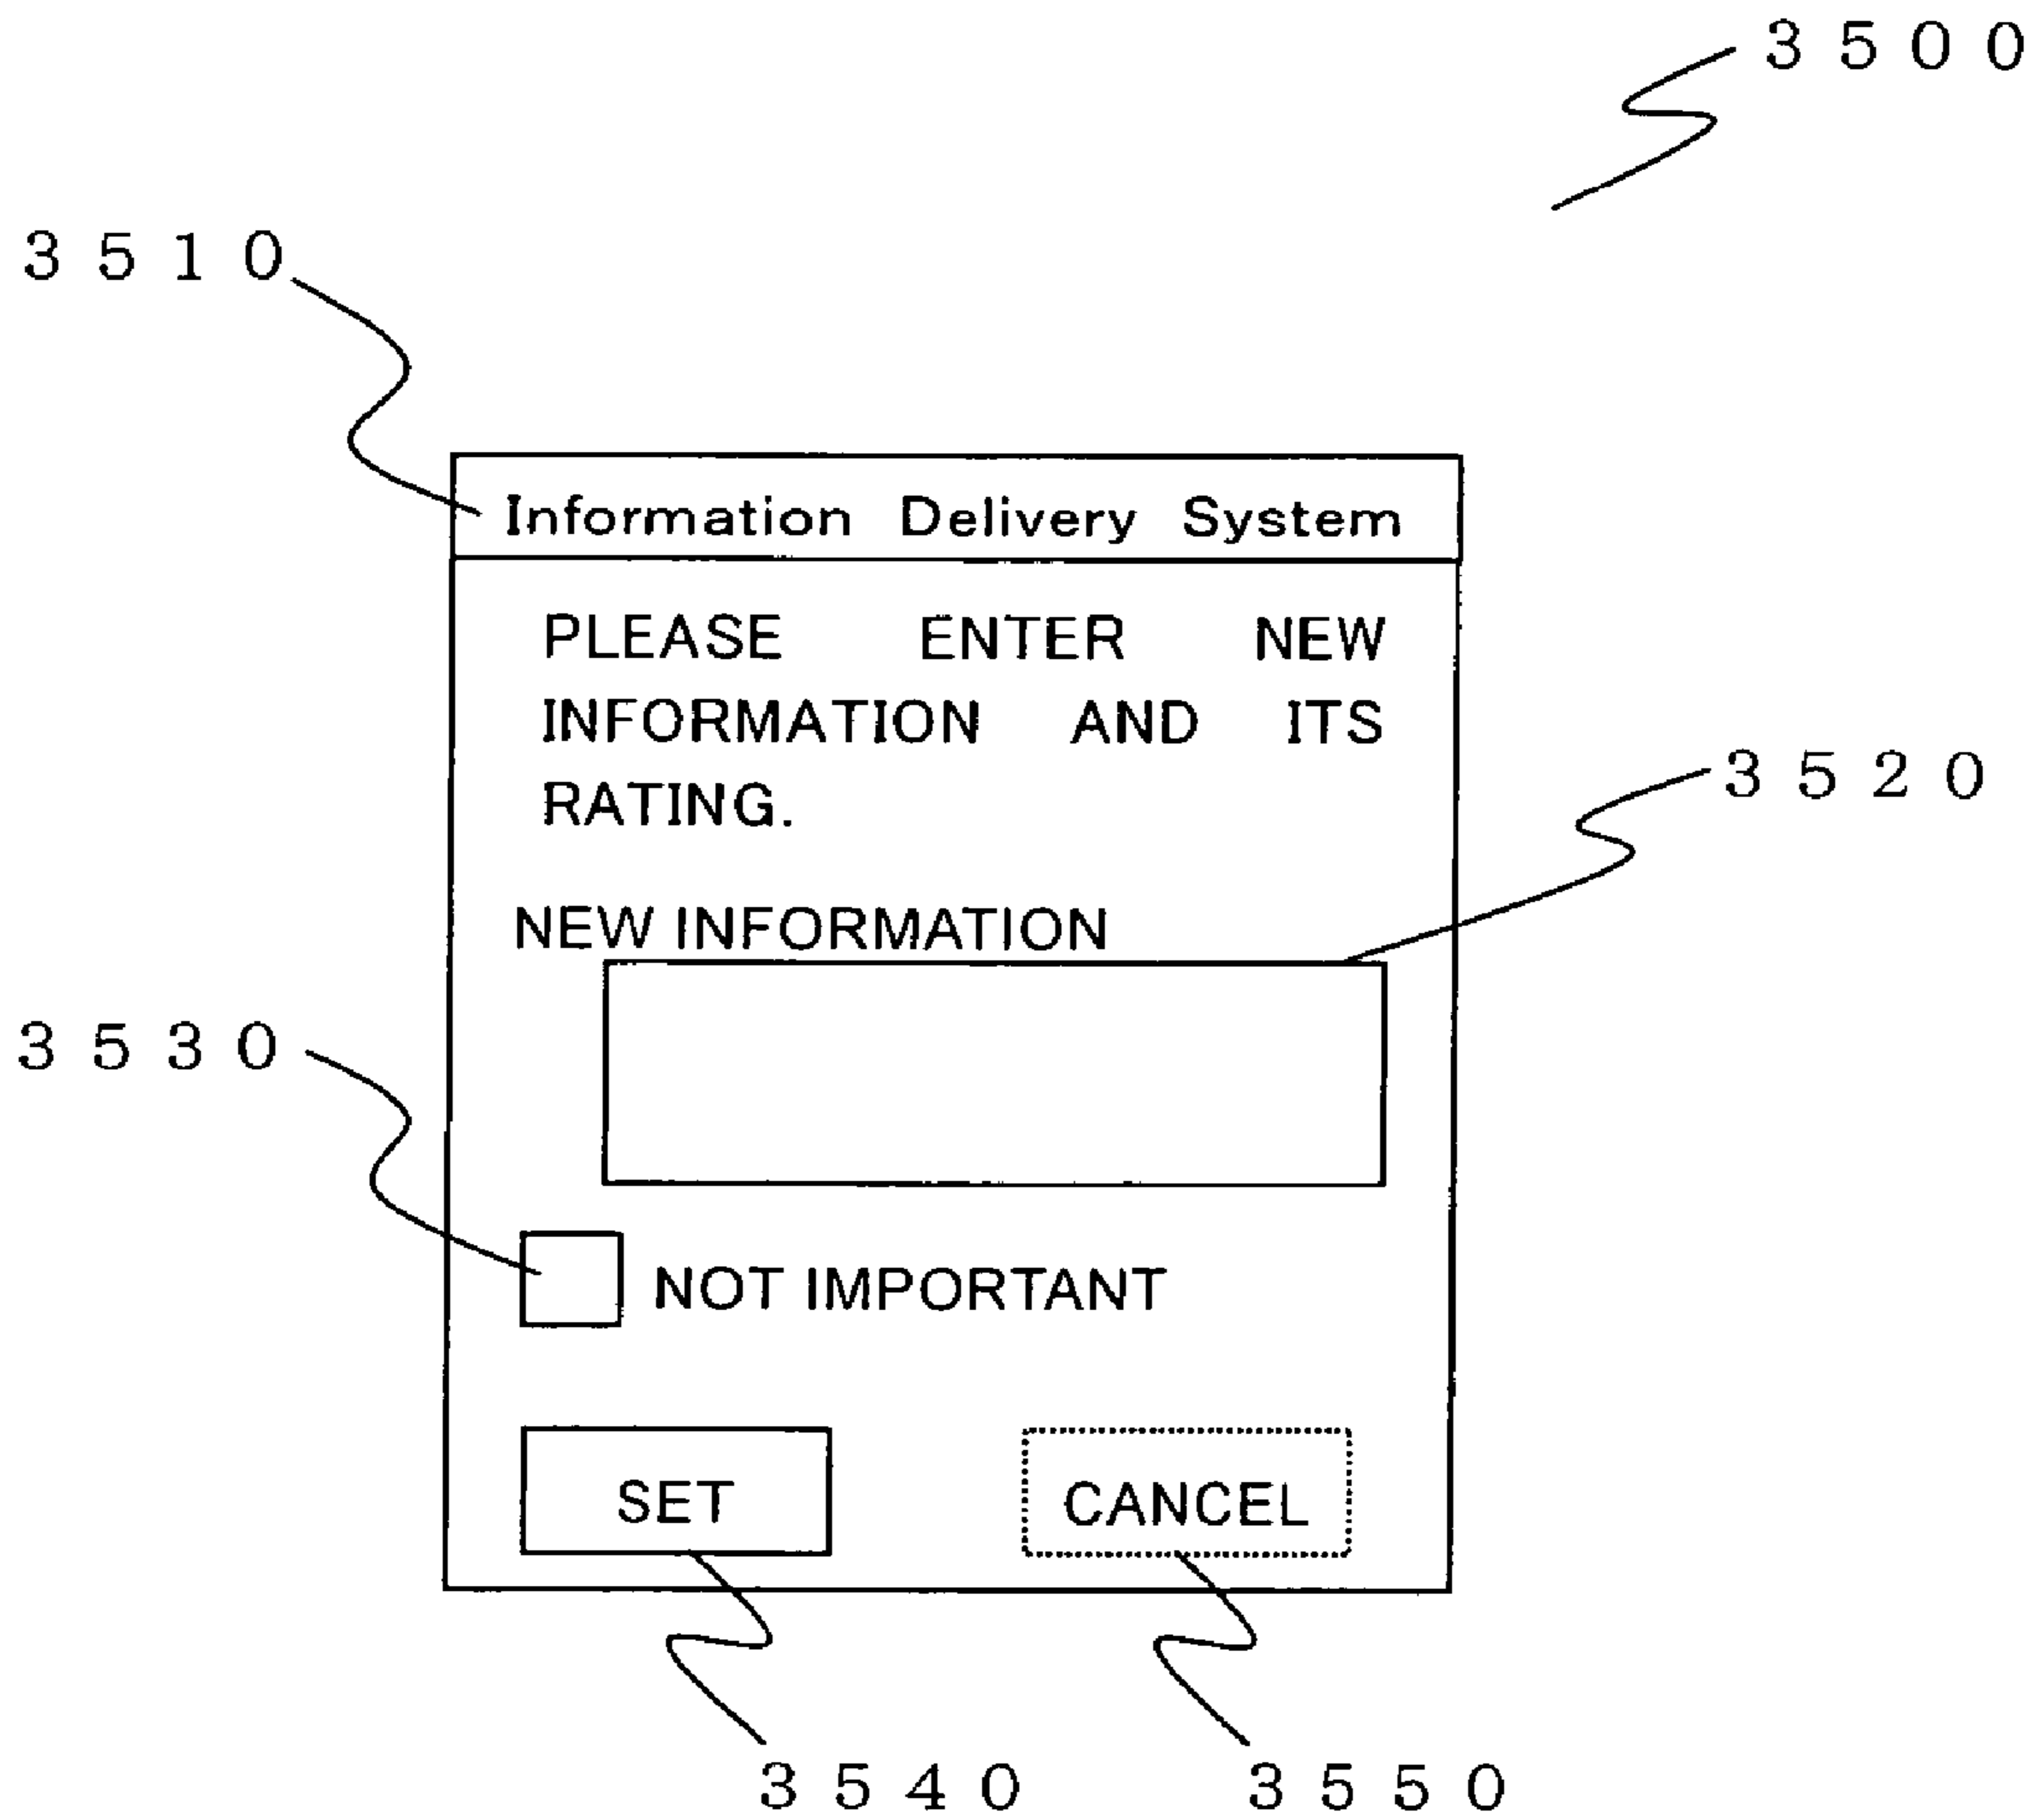 3500
3510
Information Delivery System
PLEASE ENTER NEW
INFORMATION AND ITS
RATING.
3520
NEW INFORMATION
3530
NOT IMPORTANT
SET CANCEL
3540 3550